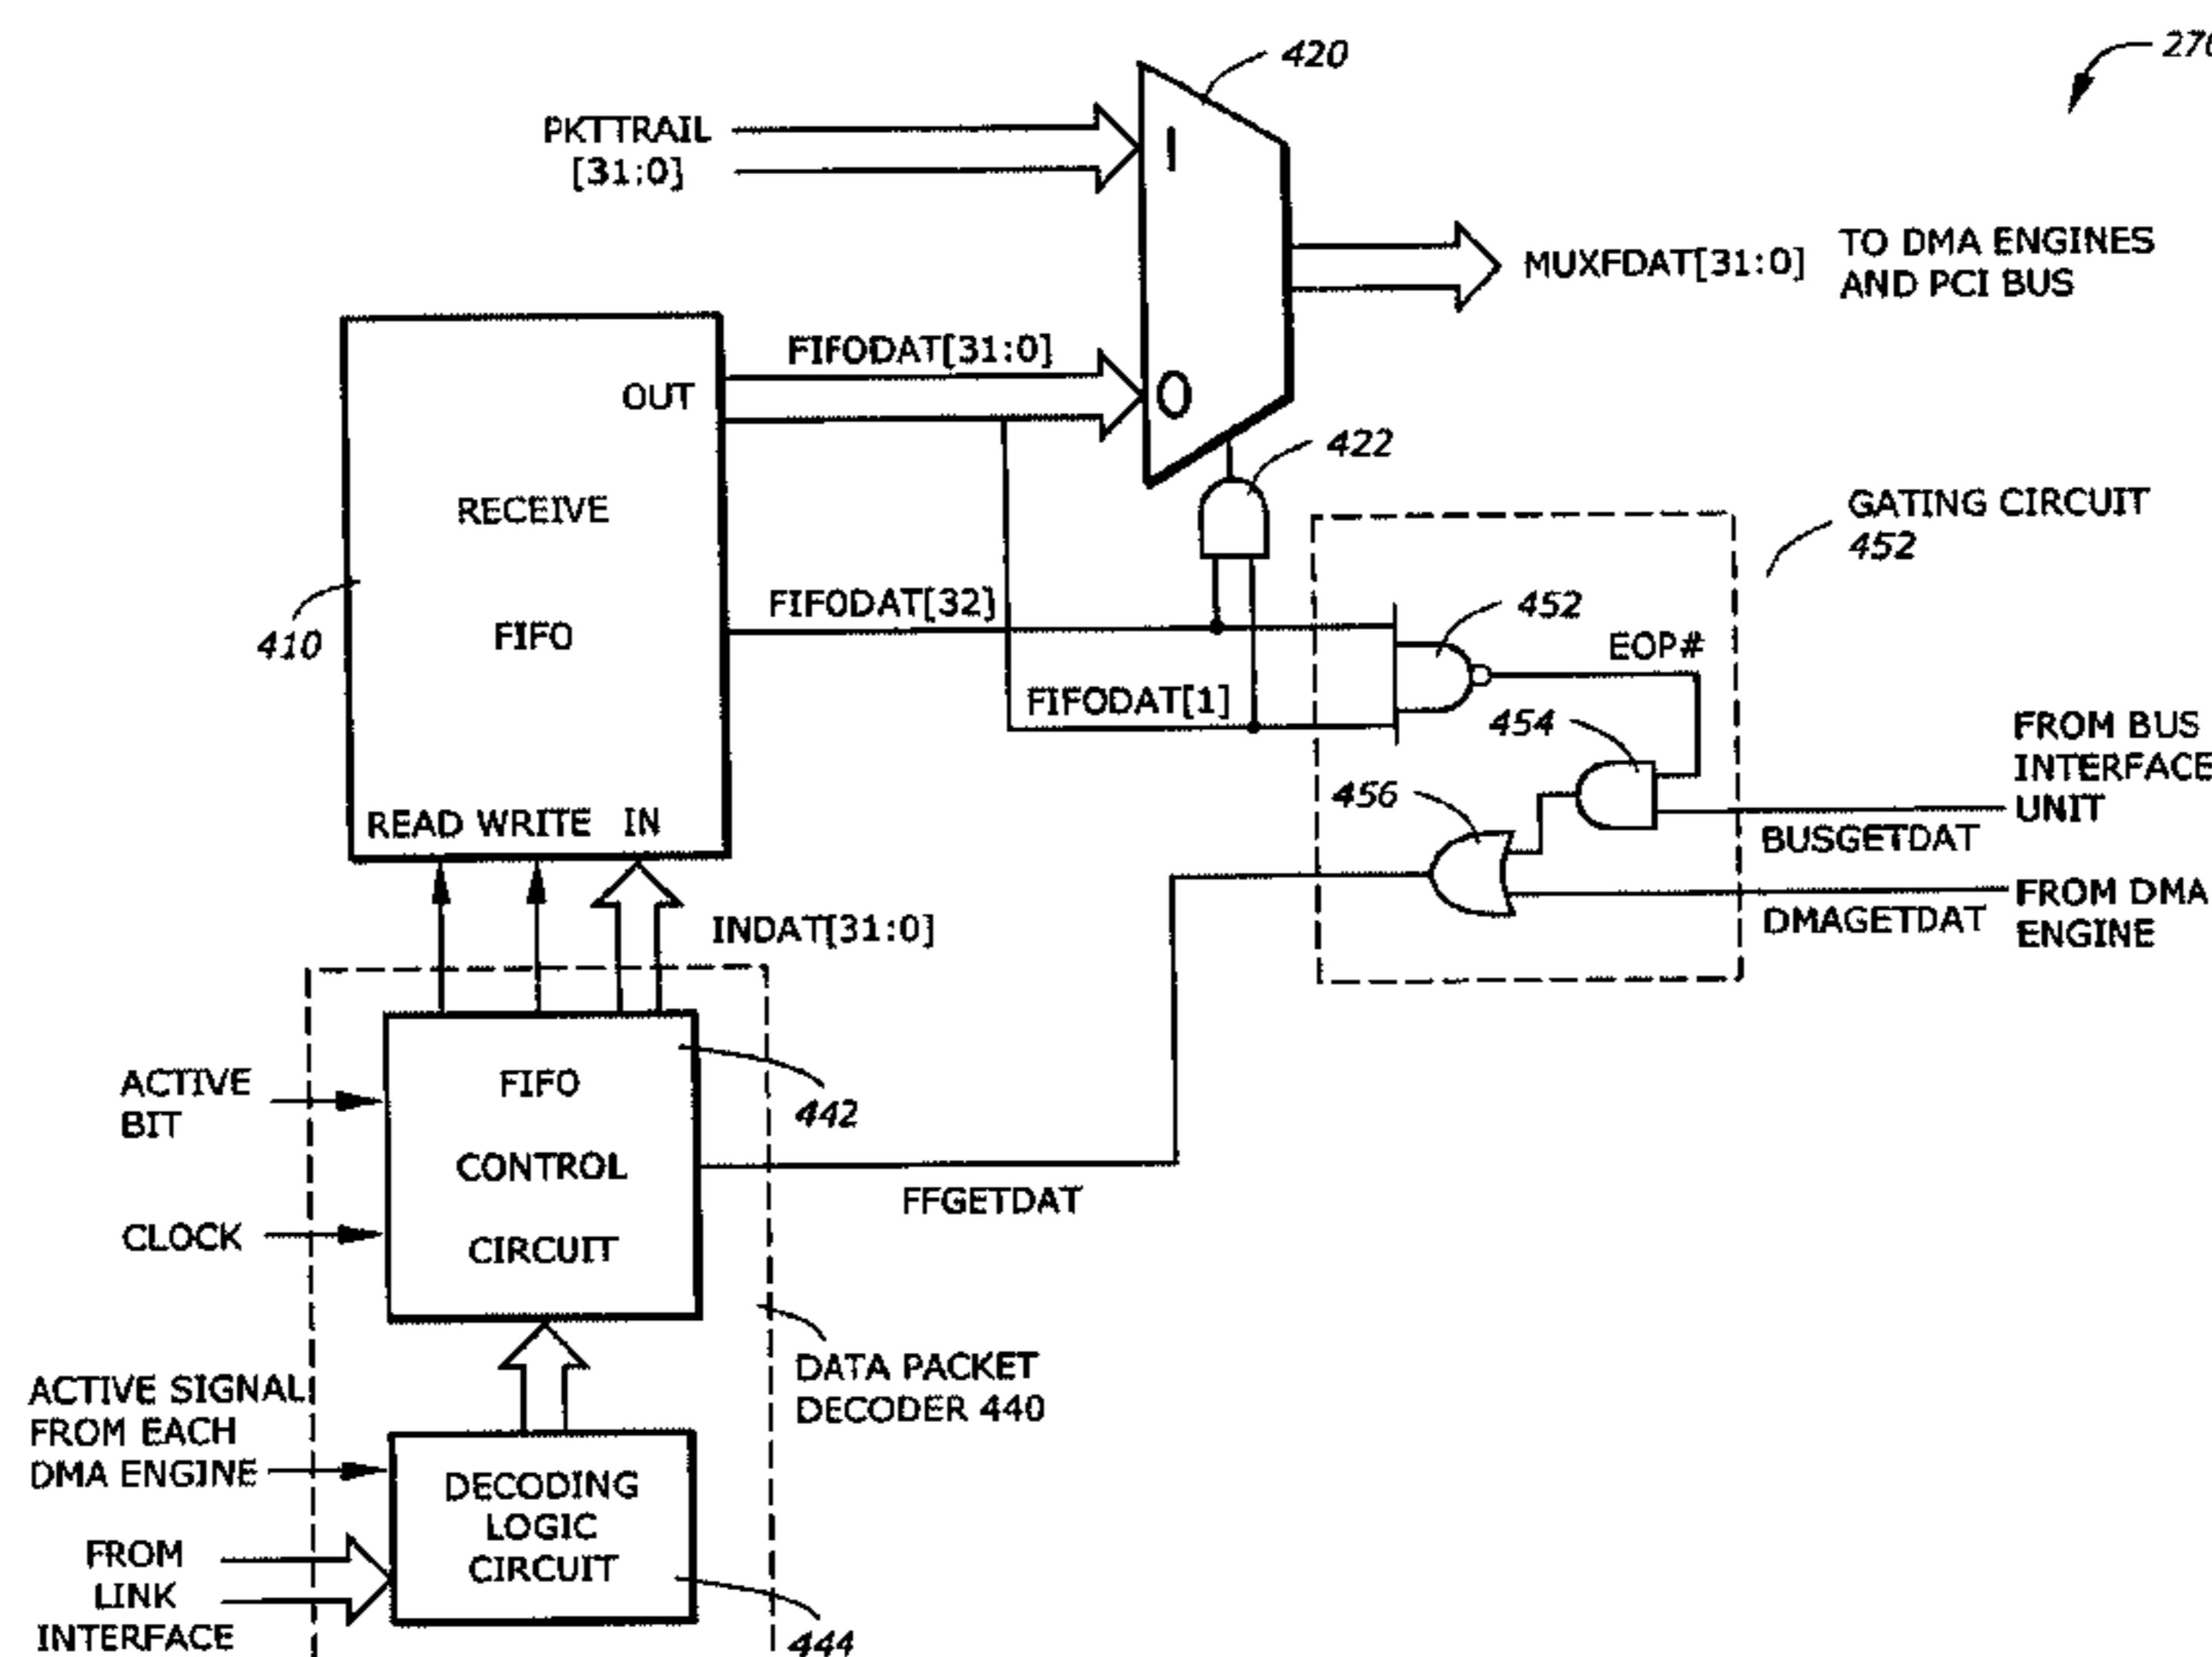 420
270
PKTTRAIL
[31:0]
1
MUXFDAT[31:0]
TO DMA ENGINES
AND PCI BUS
FIFODAT[31:0]
OUT
0
422
RECEIVE
FIFO
410
GATING CIRCUIT
452
FIFODAT[32]
452
EOP#
FIFODAT[1]
454
FROM BUS
INTERFACE
UNIT
456
READ WRITE IN
BUSGETDAT
FROM DMA
ENGINE
DMAGETDAT
INDAT[31:0]
ACTIVE
BIT
FIFO
CONTROL
CIRCUIT
442
CLOCK
FFGETDAT
DATA PACKET
DECODER 440
ACTIVE SIGNAL
FROM EACH
DMA ENGINE
DECODING
LOGIC
CIRCUIT
FROM
LINK
INTERFACE
444